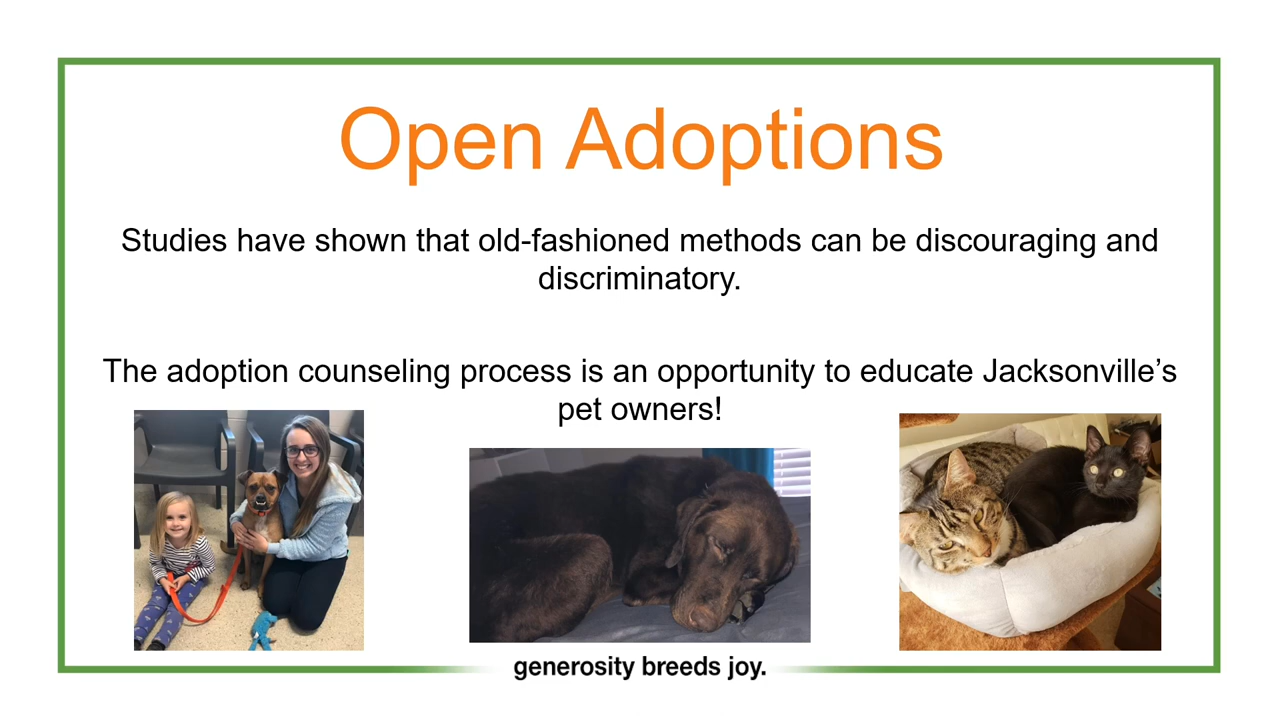 Open Adoptions
Studies have shown that old-fashioned methods can be discouraging and
discriminatory.
The adoption counseling process is an opportunity to educate Jacksonville’s
pet owners!
generosity breeds joy.